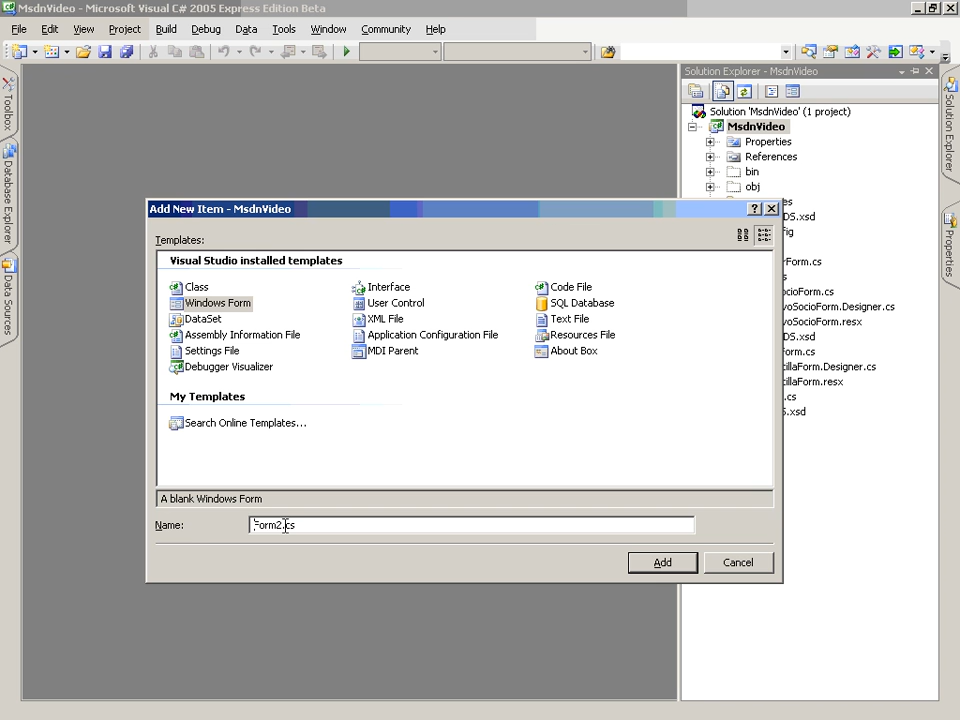 MsdnVideo - Microsoft Visual C# 2005 Express Edition Beta
File Edit View Project Build Debug Data Tools Window Community Help
Toolbox
Database Explorer
Data Sources
Solution Explorer - MsdnVideo
Solution 'MsdnVideo' (1 project)
MsdnVideo
Properties
References
bin
obj
es
DS.xsd
fig
rForm.cs
s
ocioForm.cs
voSocioForm.Designer.cs
voSocioForm.resx
DS.xsd
Form.cs
cillaForm.Designer.cs
cillaForm.resx
.cs
S.xsd
Solution Explorer
Properties
Add New Item - MsdnVideo
Templates:
Visual Studio installed templates
Class Interface Code File
Windows Form User Control SQL Database
DataSet XML File Text File
Assembly Information File Application Configuration File Resources File
Settings File MDI Parent About Box
Debugger Visualizer
My Templates
Search Online Templates...
A blank Windows Form
Name: Form2.cs
Add Cancel